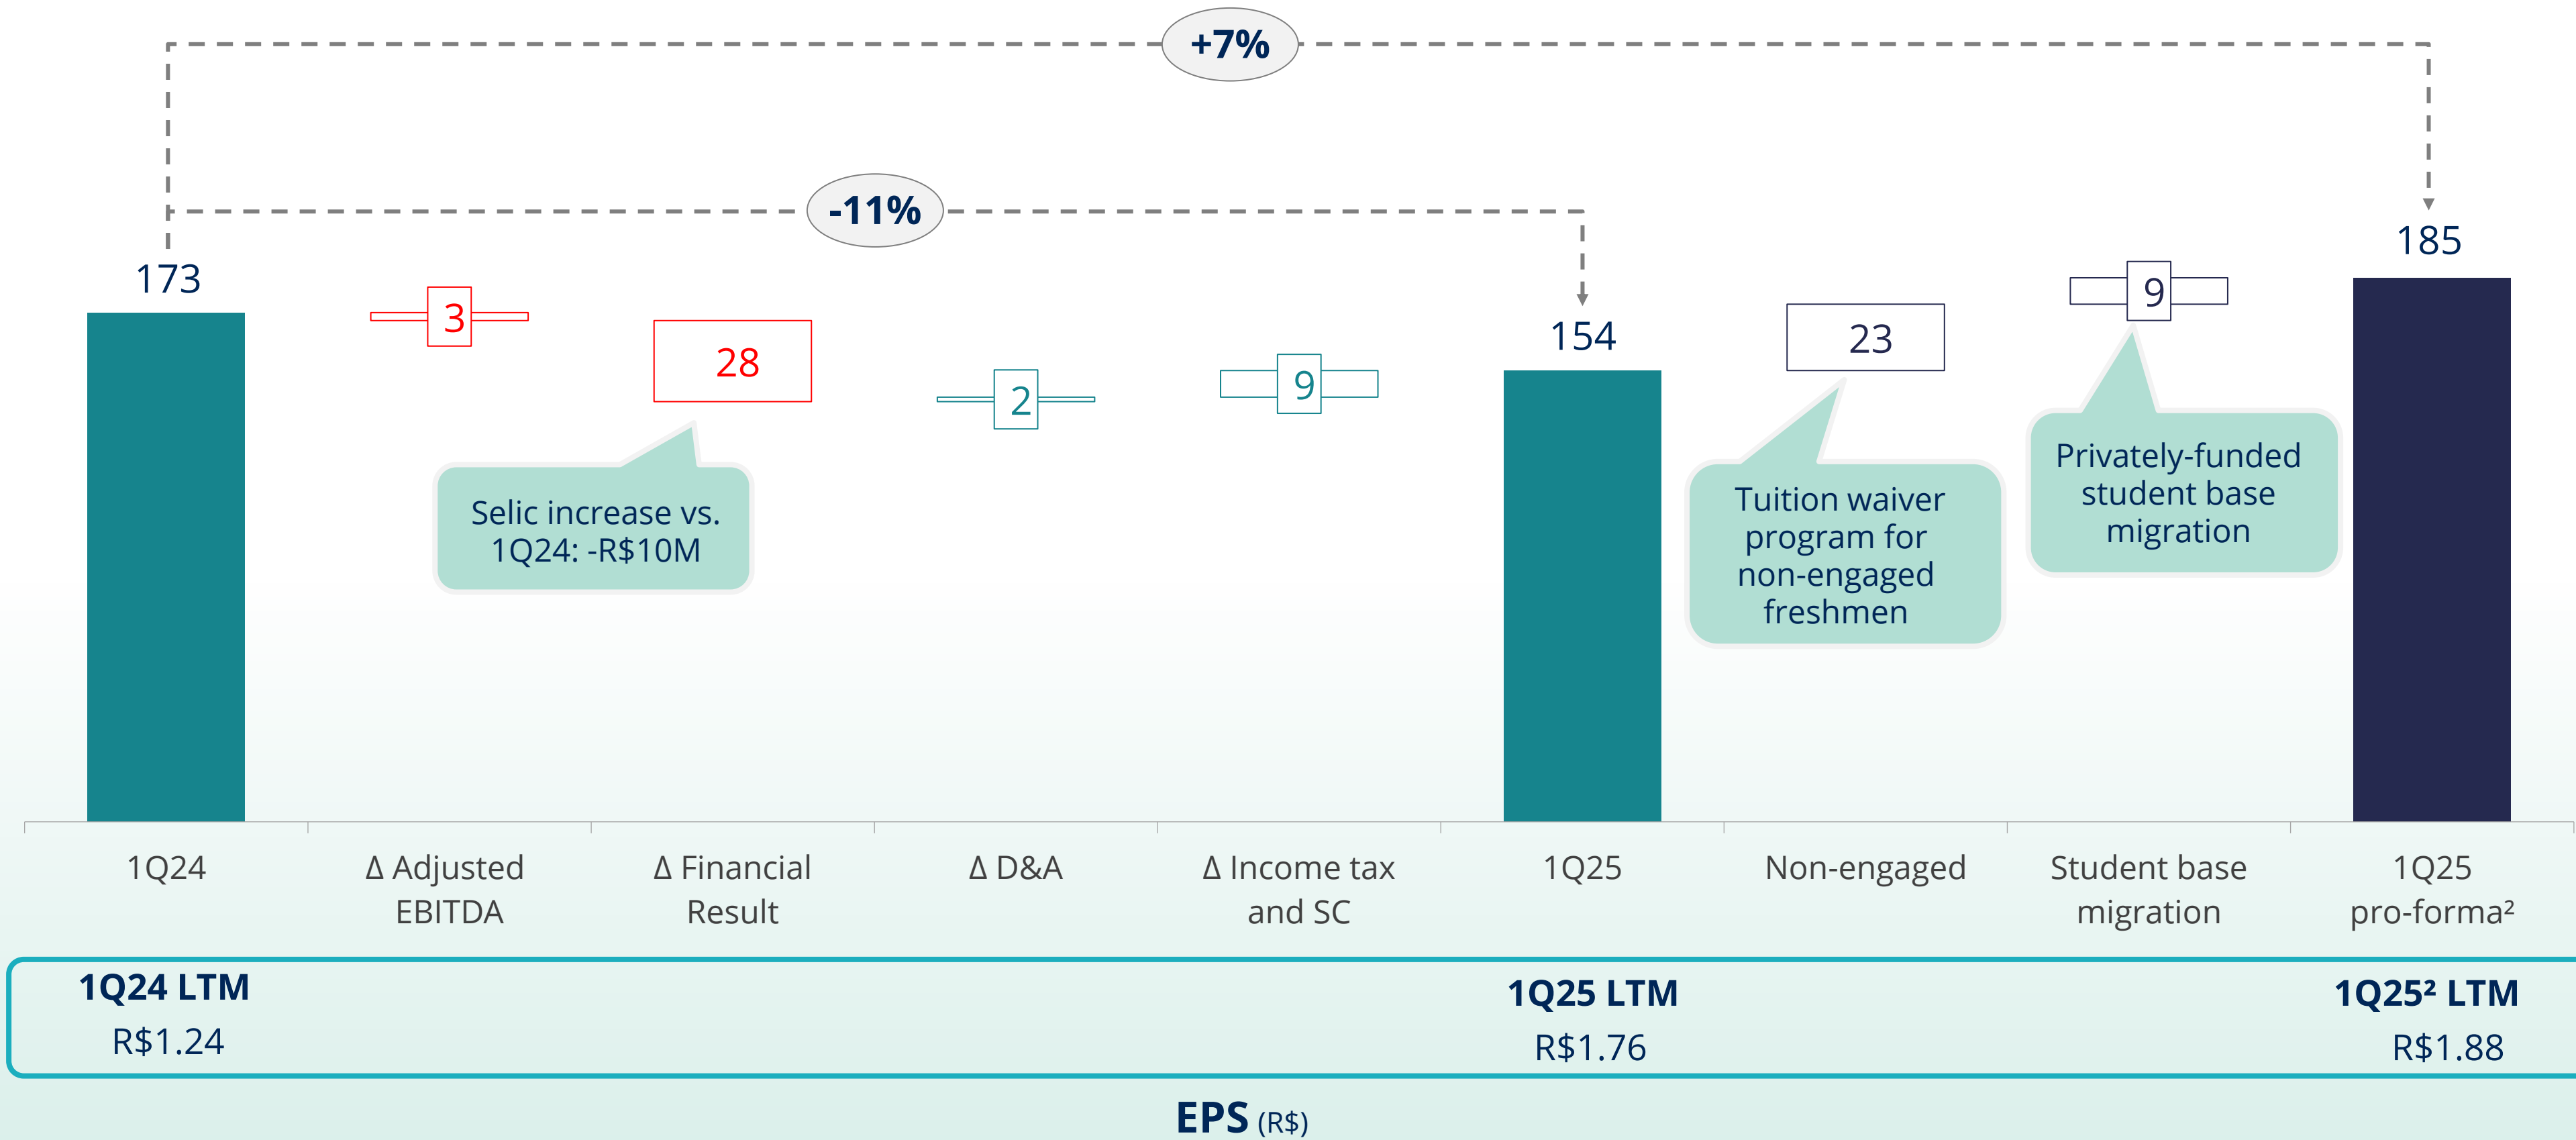 +7%
-11%
173
3
28
2
9
154
23
9
185
Selic increase vs.
1Q24: -R$10M
Tuition waiver
program for
non-engaged
freshmen
Privately-funded
student base
migration
1Q24
Δ Adjusted
EBITDA
Δ Financial
Result
Δ D&A
Δ Income tax
and SC
1Q25
Non-engaged
Student base
migration
1Q25
pro-forma²
1Q24 LTM
R$1.24
1Q25 LTM
R$1.76
1Q25² LTM
R$1.88
EPS (R$)